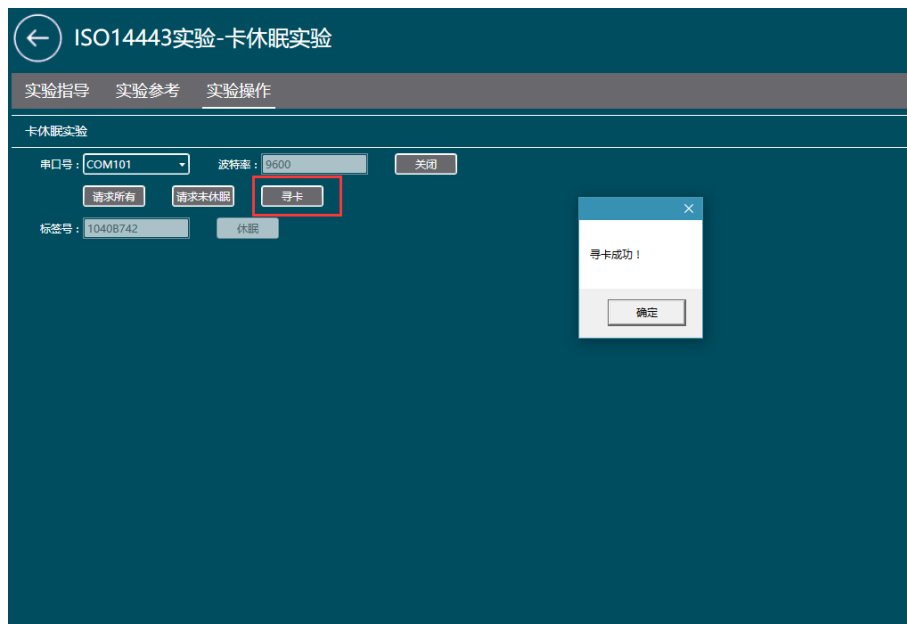 ISO14443实验-卡休眠实验
实验指导 实验参考 实验操作
卡休眠实验
串口号： COM101 波特率： 9600 关闭
请求所有 请求未休眠 寻卡
标签号： 1040B742 休眠
寻卡成功！
确定